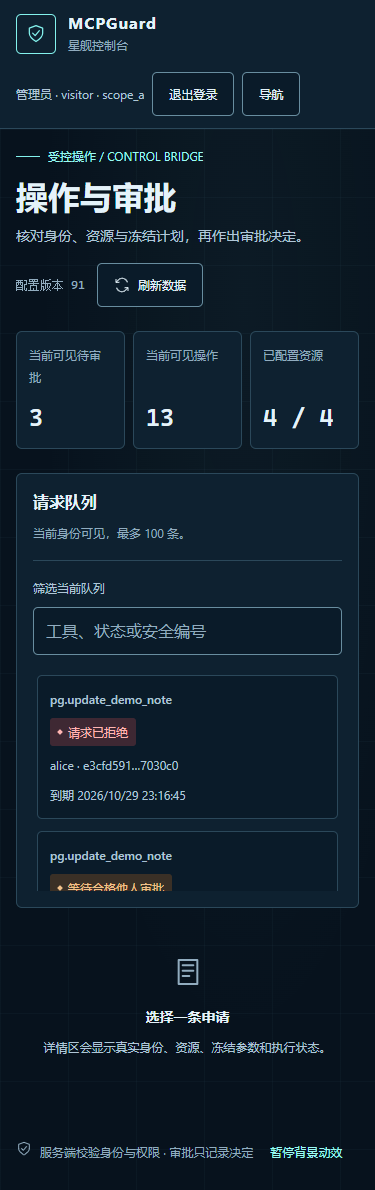 MCPGuard
星舰控制台
管理员 · visitor · scope_a
退出登录
导航
受控操作 / CONTROL BRIDGE
操作与审批
核对身份、资源与冻结计划，再作出审批决定。
配置版本 91
刷新数据
当前可见待审
批
3
当前可见操作
13
已配置资源
4 / 4
请求队列
当前身份可见，最多 100 条。
筛选当前队列
工具、状态或安全编号
pg.update_demo_note
请求已拒绝
alice · e3cfd591…7030c0
到期 2026/10/29 23:16:45
pg.update_demo_note
等待合格他人审批
选择一条申请
详情区会显示真实身份、资源、冻结参数和执行状态。
服务端校验身份与权限 · 审批只记录决定
暂停背景动效